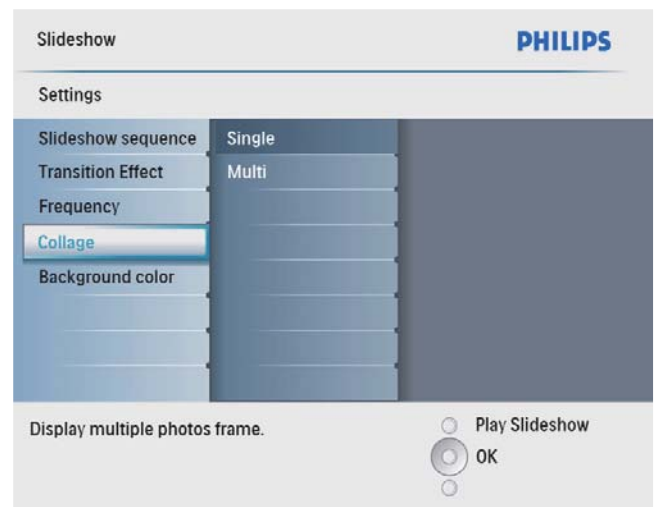 Slideshow
PHILIPS
Settings
Slideshow sequence
Single
Transition Effect
Multi
Frequency
Collage
Background color
Display multiple photos frame.
Play Slideshow
OK